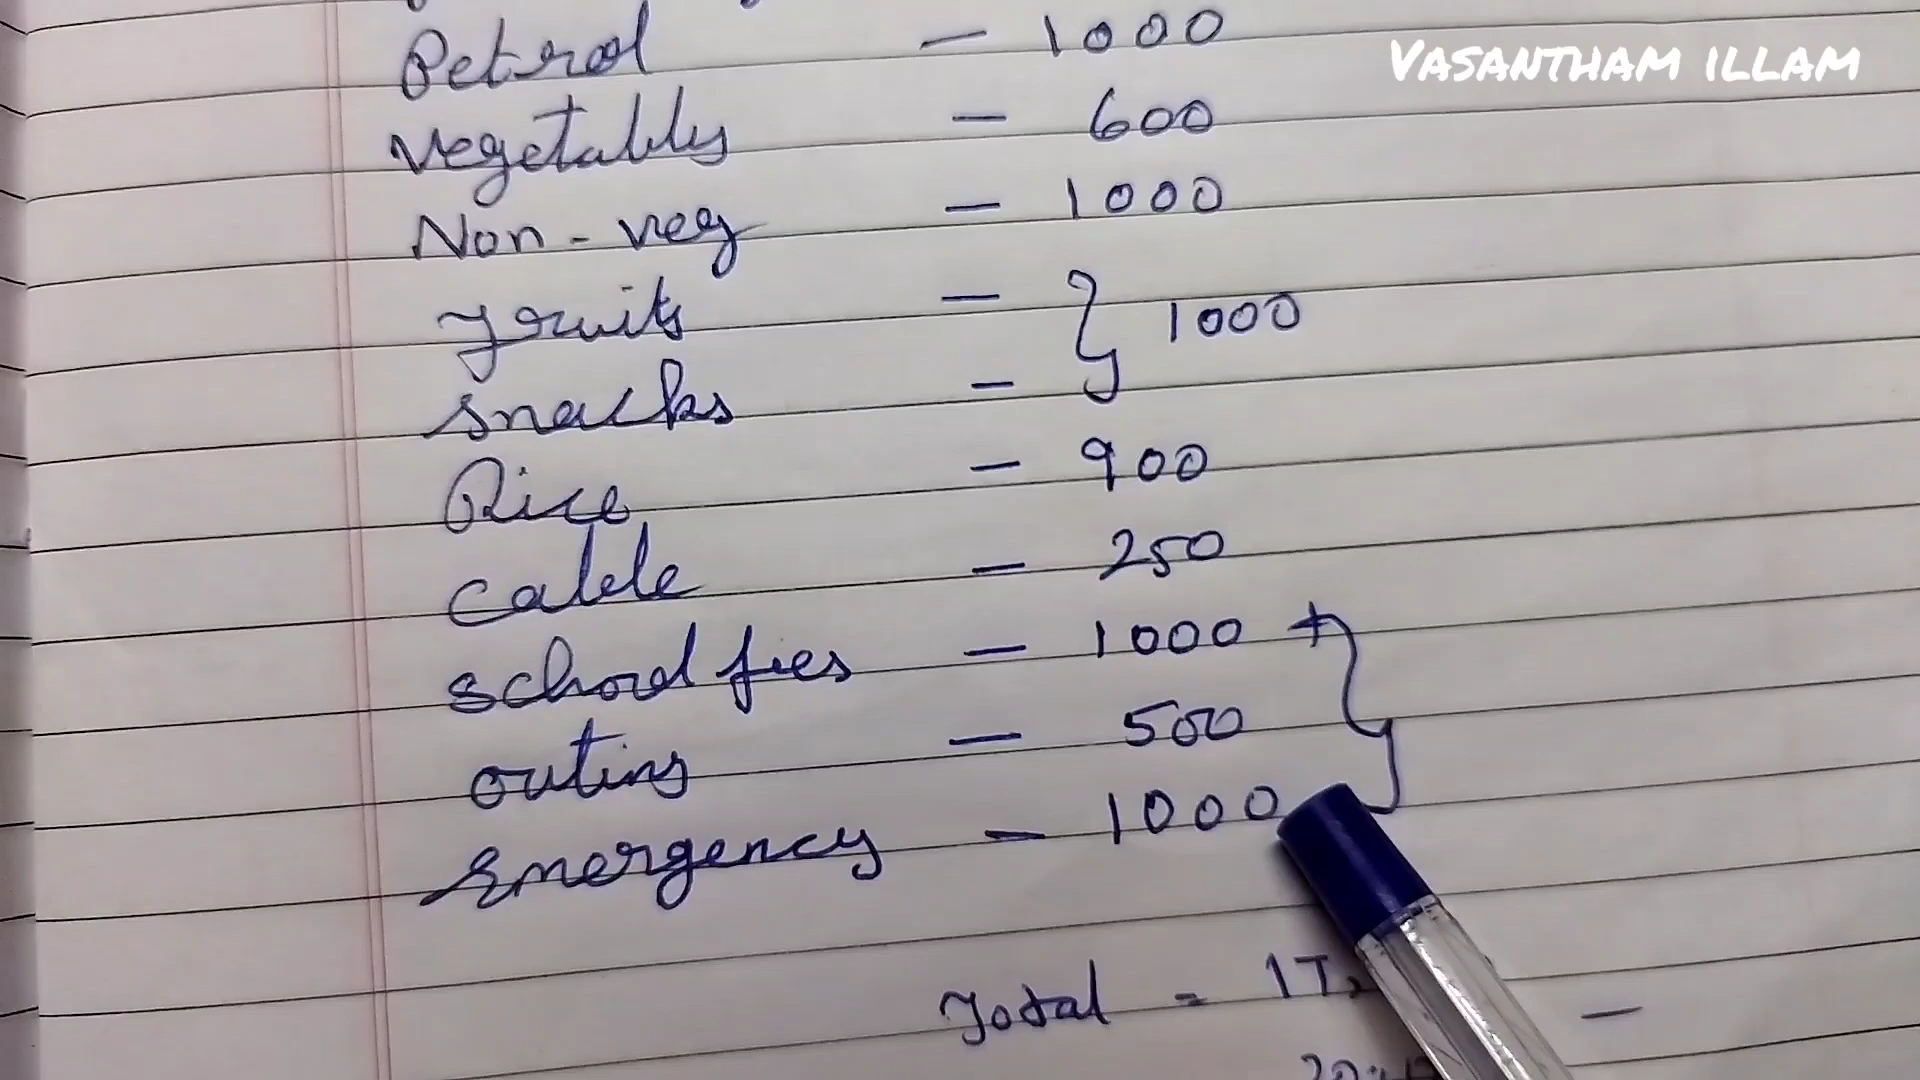 Petrol — 1000
VASANTHAM ILLAM
Vegetables — 600
Non-veg — 1000
Fruits —
} 1000
Snacks —
Rice — 900
Cable — 250
School fees — 1000 +
Outing — 500
}
Emergency — 1000
Total = 17,
—